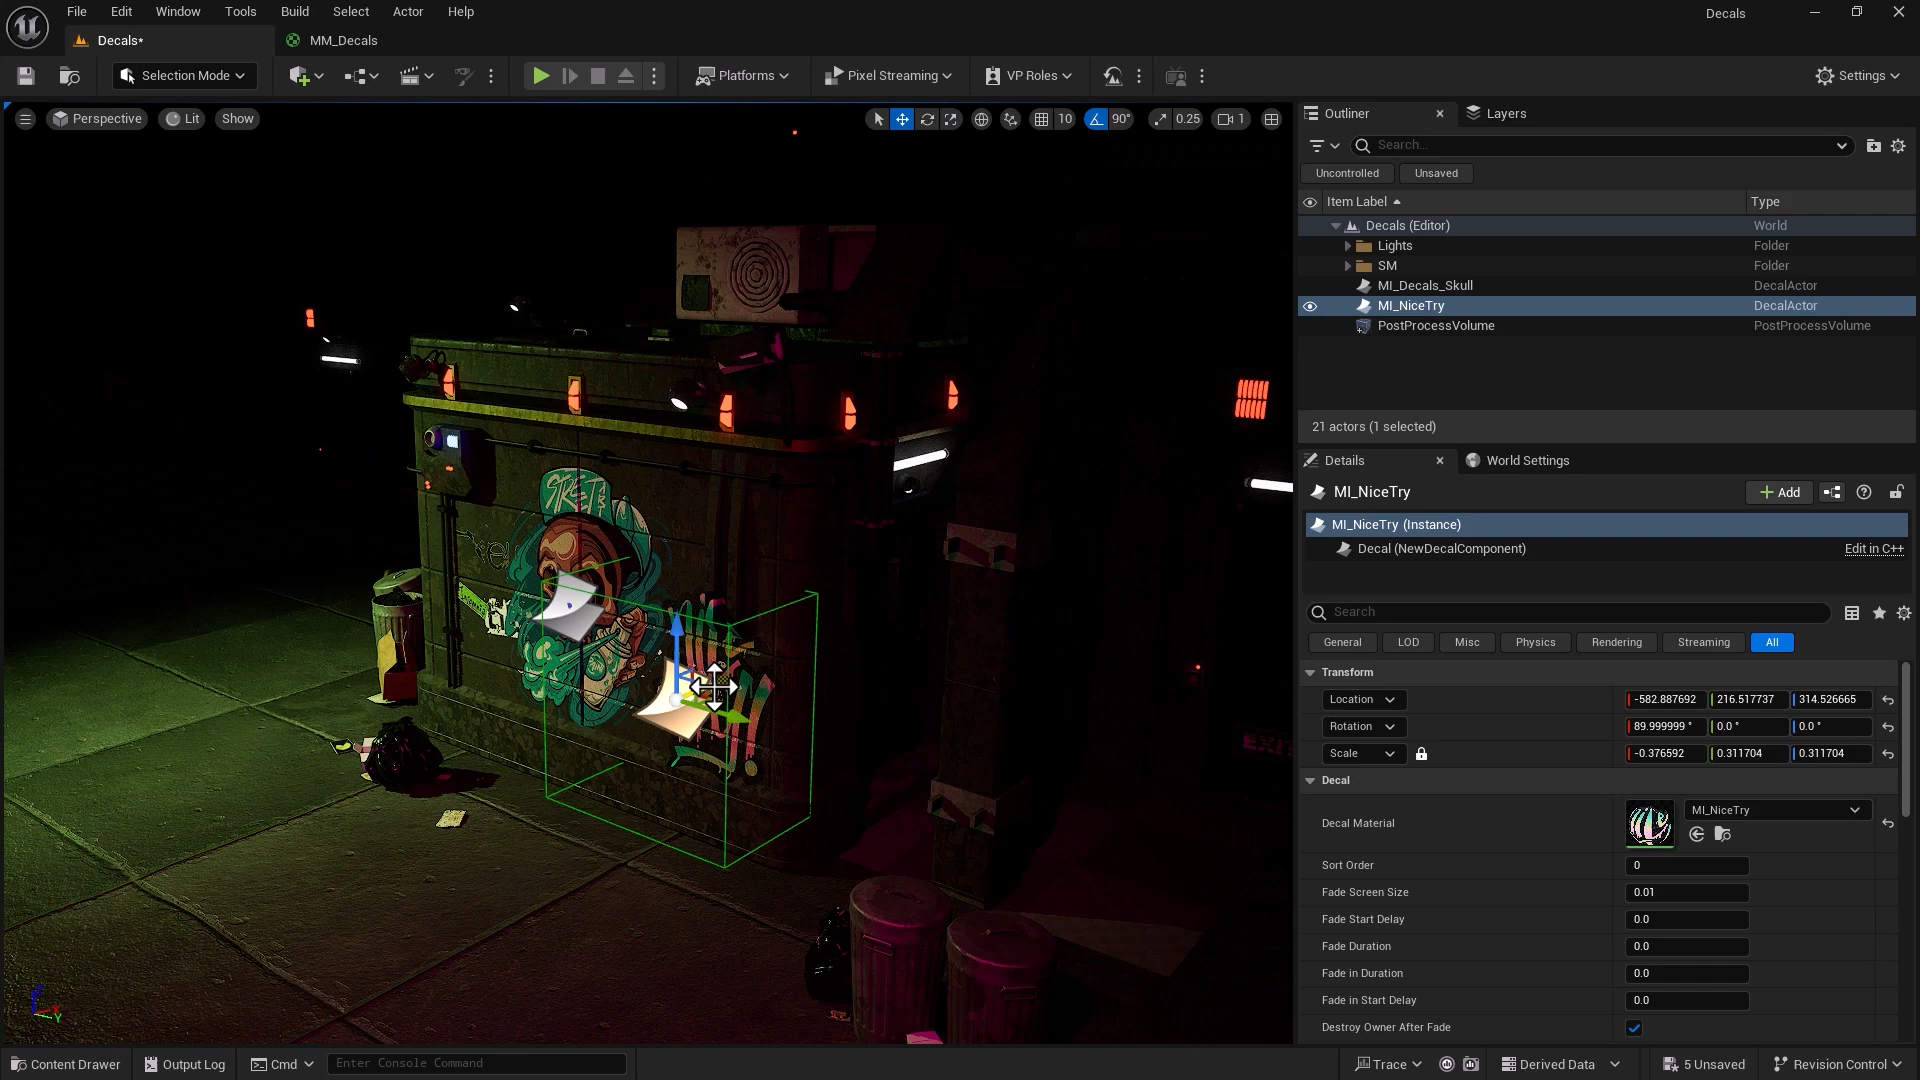 File Edit Window Tools Build Select Actor Help
Decals
Decals*
MM_Decals
Selection Mode
Platforms
Pixel Streaming
VP Roles
Settings
Perspective
Lit
Show
10
90°
0.25
1
Outliner
Layers
Search...
Uncontrolled
Unsaved
Item Label
Type
Decals (Editor)
World
Lights
Folder
SM
Folder
MI_Decals_Skull
DecalActor
MI_NiceTry
DecalActor
PostProcessVolume
PostProcessVolume
21 actors (1 selected)
Details
World Settings
MI_NiceTry
Add
MI_NiceTry (Instance)
Decal (NewDecalComponent)
Edit in C++
Search
General
LOD
Misc
Physics
Rendering
Streaming
All
Transform
Location
-582.887692
216.517737
314.526665
Rotation
89.999999 °
0.0 °
0.0 °
Scale
-0.376592
0.311704
0.311704
Decal
Decal Material
MI_NiceTry
Sort Order
0
Fade Screen Size
0.01
Fade Start Delay
0.0
Fade Duration
0.0
Fade in Duration
0.0
Fade in Start Delay
0.0
Destroy Owner After Fade
Content Drawer
Output Log
Cmd
Enter Console Command
Trace
Derived Data
5 Unsaved
Revision Control